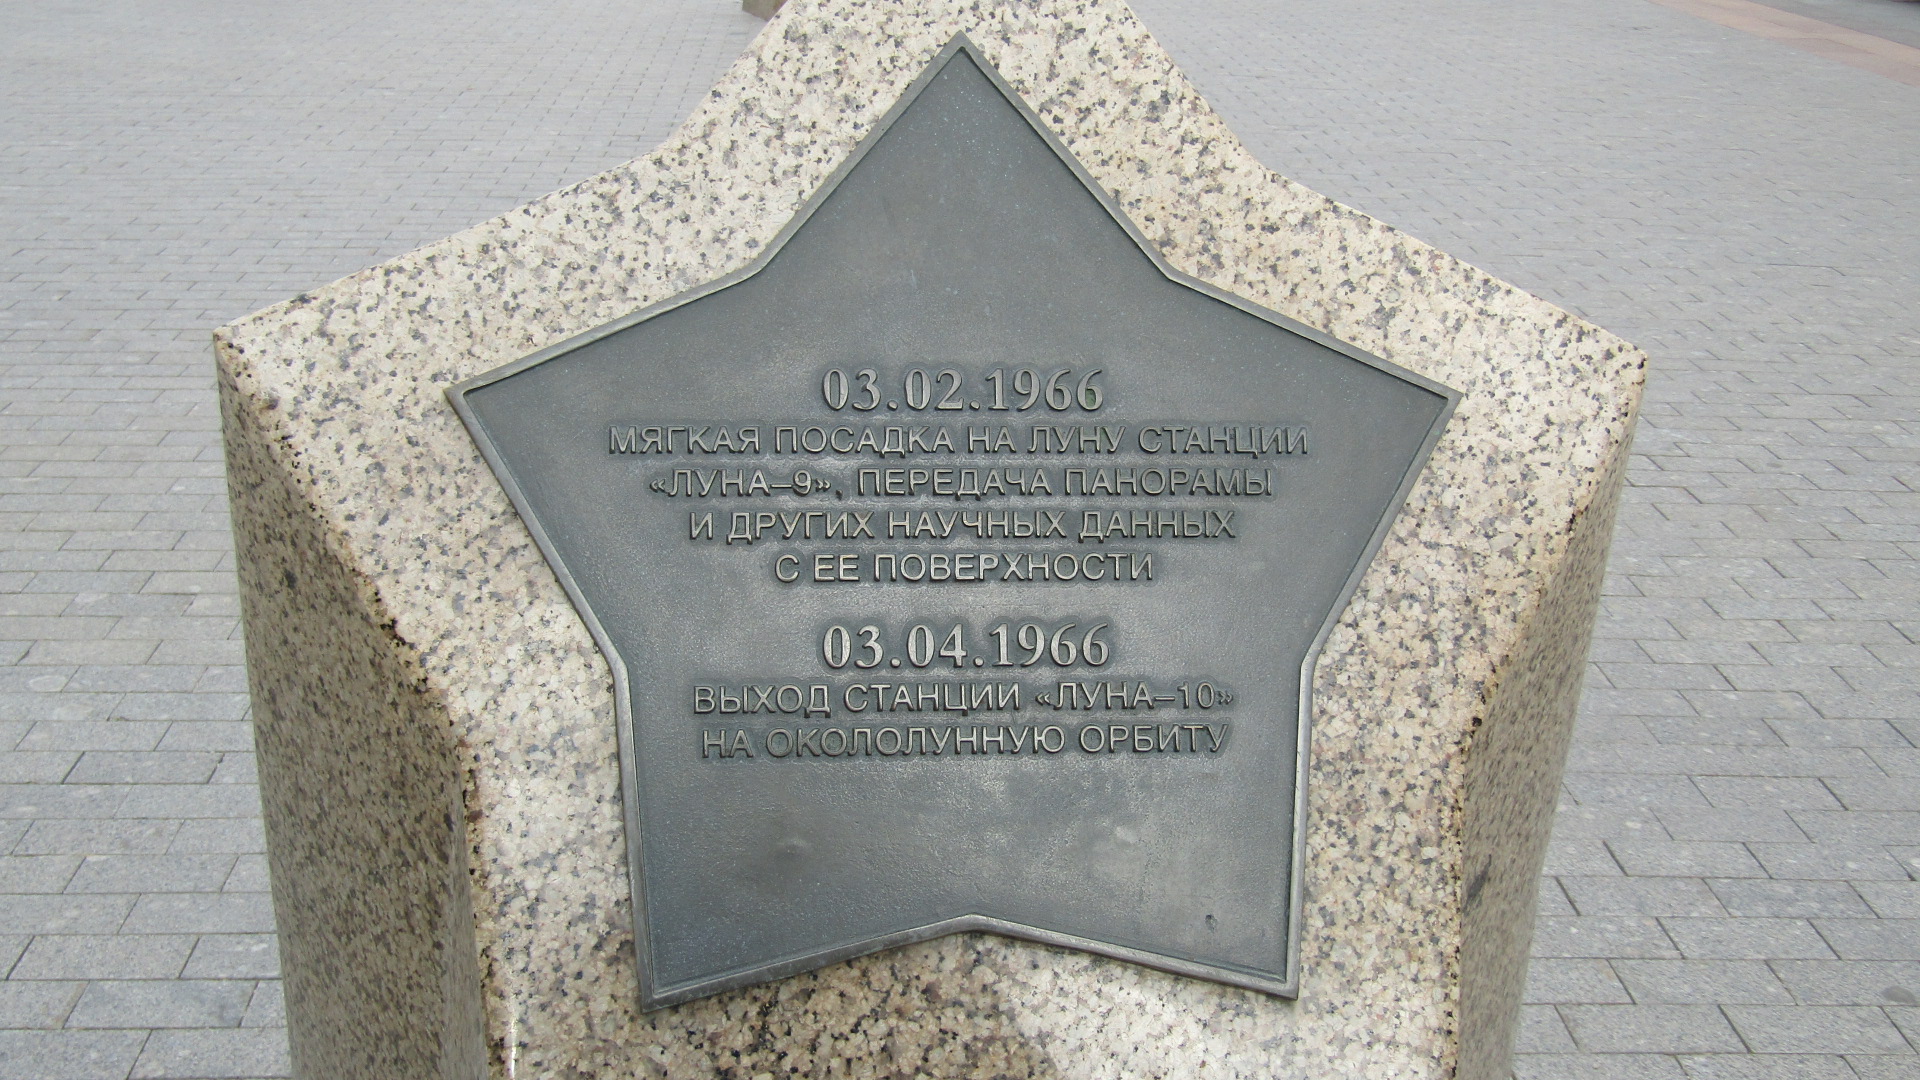 03.02.1966
МЯГКАЯ ПОСАДКА НА ЛУНУ СТАНЦИИ
«ЛУНА–9», ПЕРЕДАЧА ПАНОРАМЫ
И ДРУГИХ НАУЧНЫХ ДАННЫХ
С ЕЕ ПОВЕРХНОСТИ
03.04.1966
ВЫХОД СТАНЦИИ «ЛУНА–10»
НА ОКОЛОЛУННУЮ ОРБИТУ